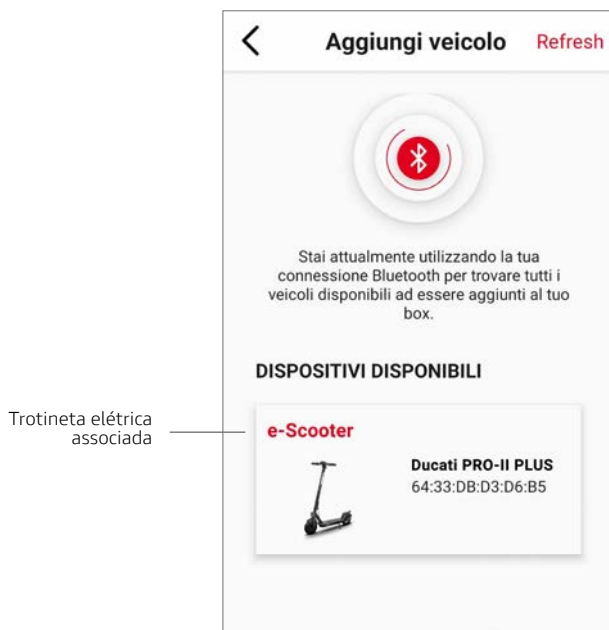 Aggiungi veicolo Refresh
Stai attualmente utilizzando la tua
connessione Bluetooth per trovare tutti i
veicoli disponibili ad essere aggiunti al tuo
box.
DISPOSITIVI DISPONIBILI
Trotineta elétrica
associada
e-Scooter
Ducati PRO-II PLUS
64:33:DB:D3:D6:B5